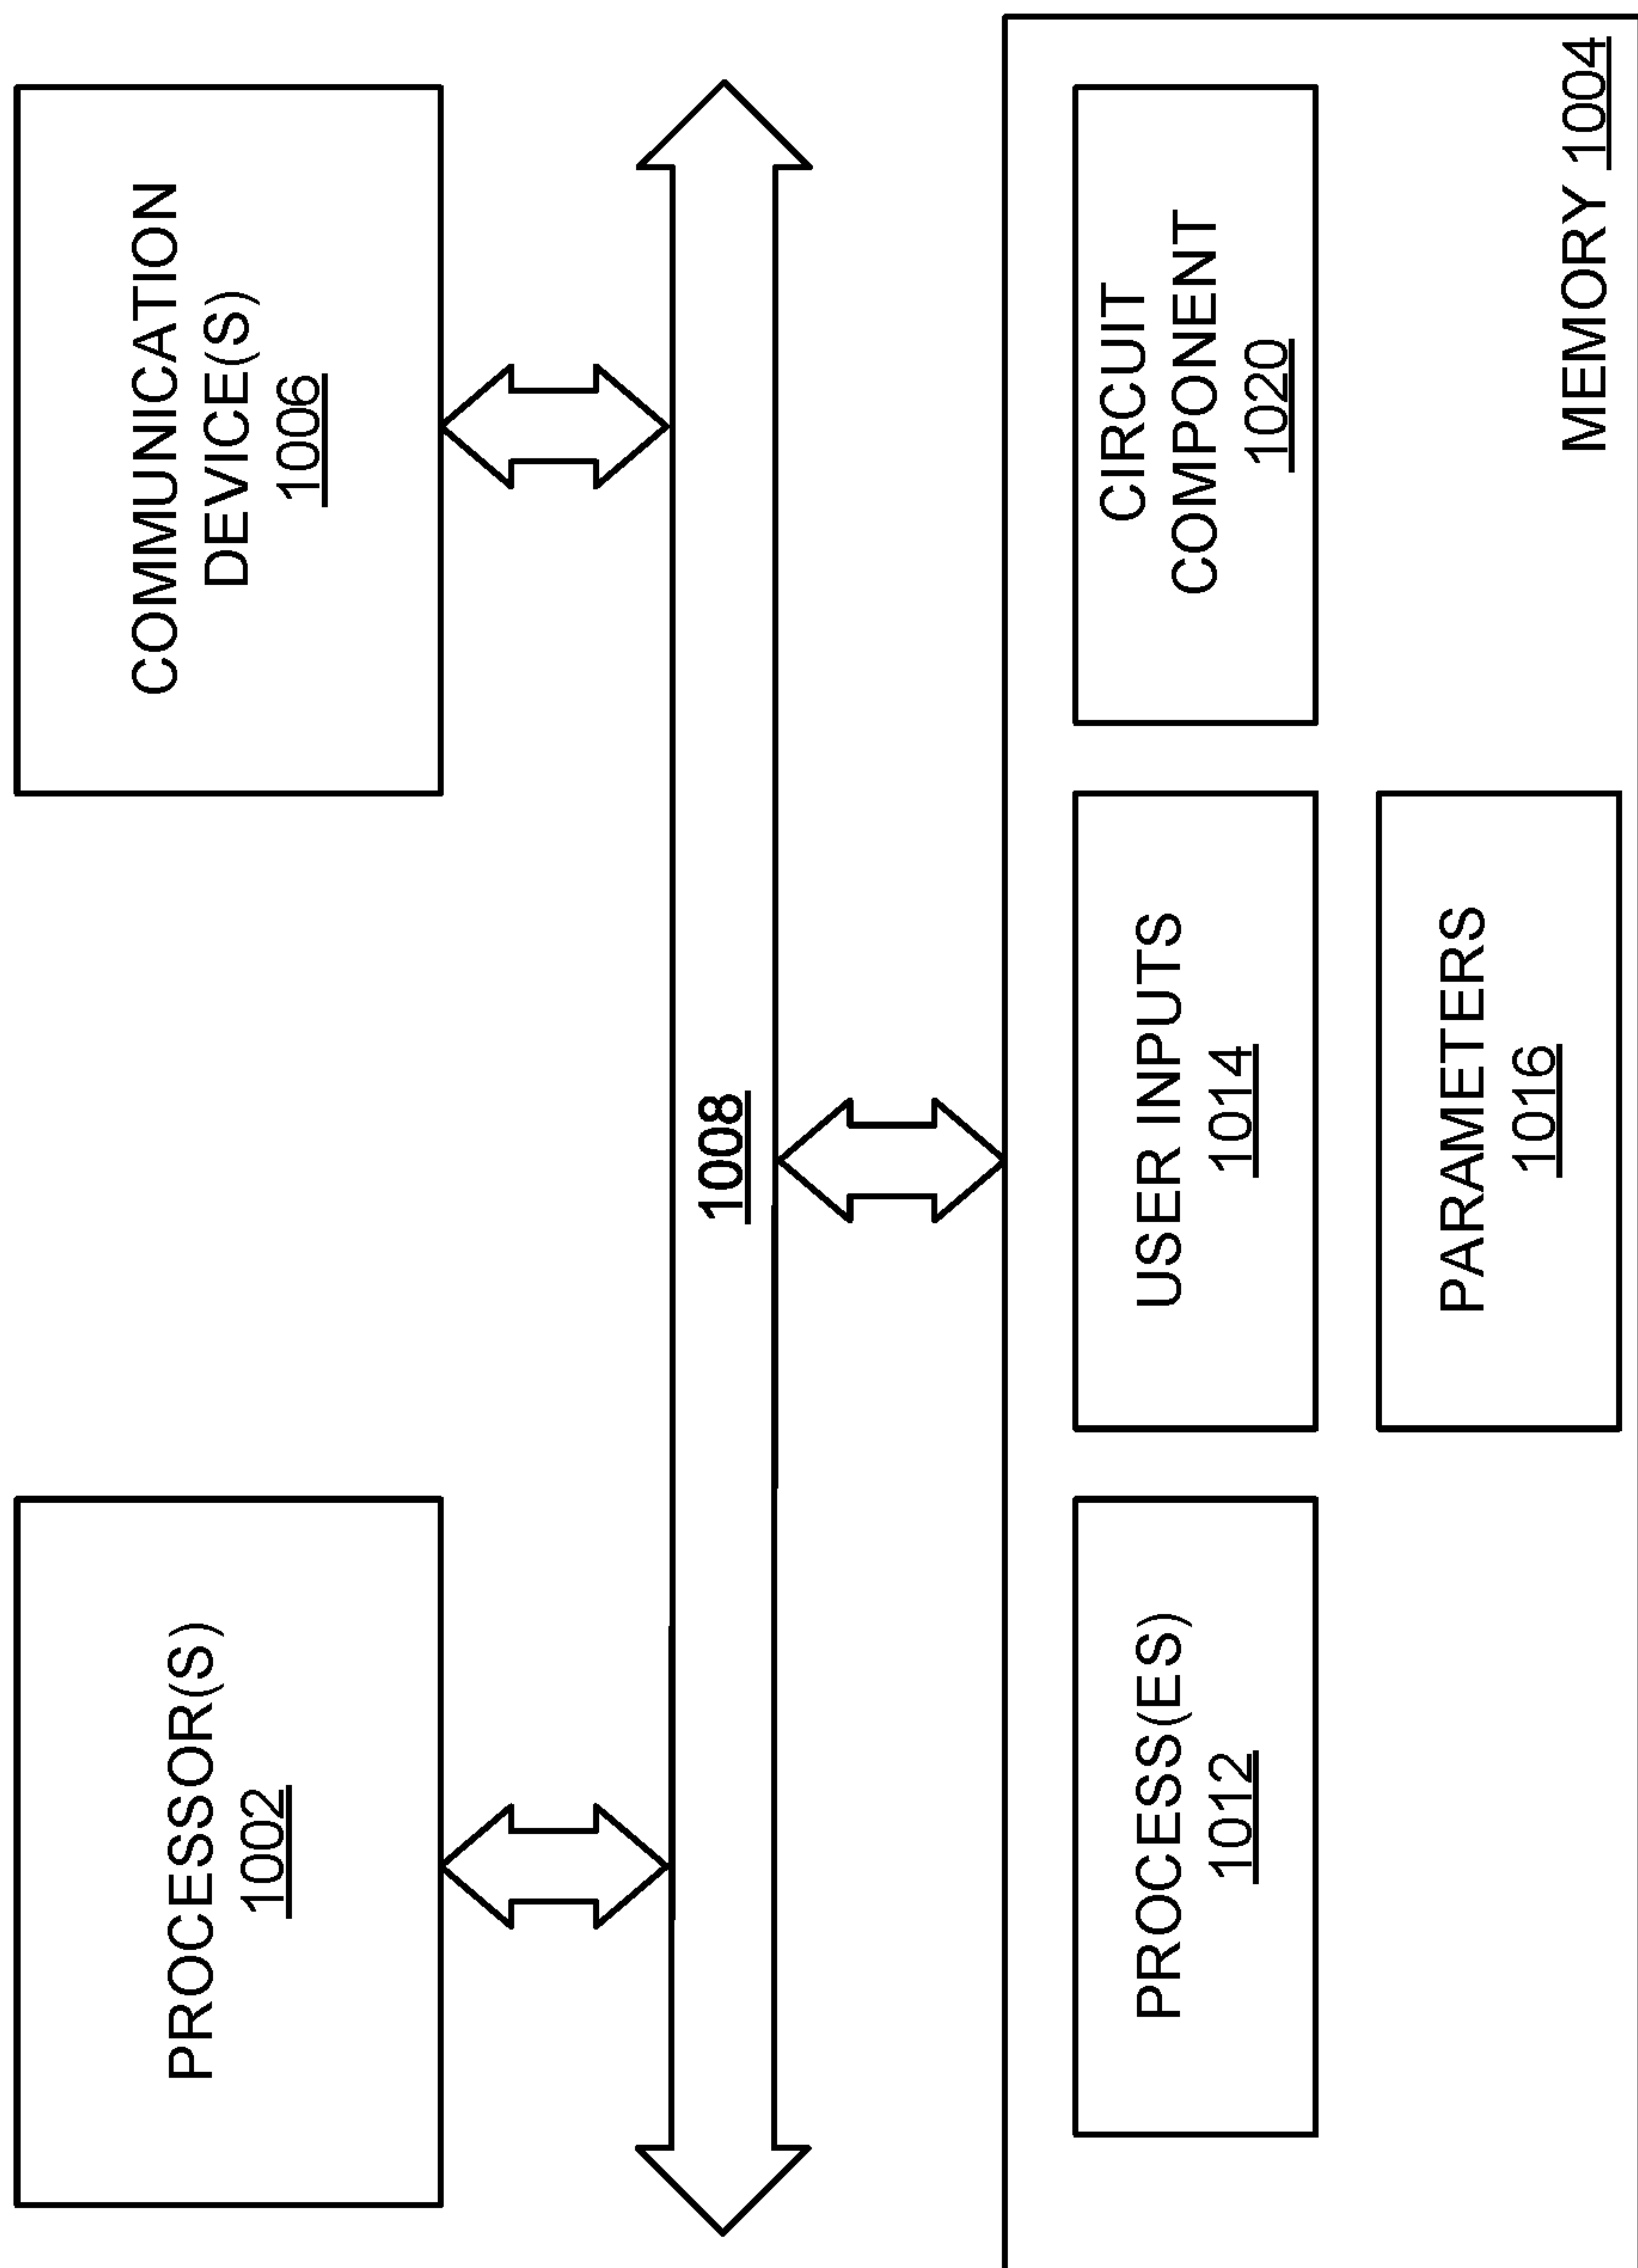 PROCESSOR(S)
1002
COMMUNICATION
DEVICE(S)
1006
1008
PROCESS(ES)
1012
USER INPUTS
1014
CIRCUIT
COMPONENT
1020
PARAMETERS
1016
MEMORY 1004